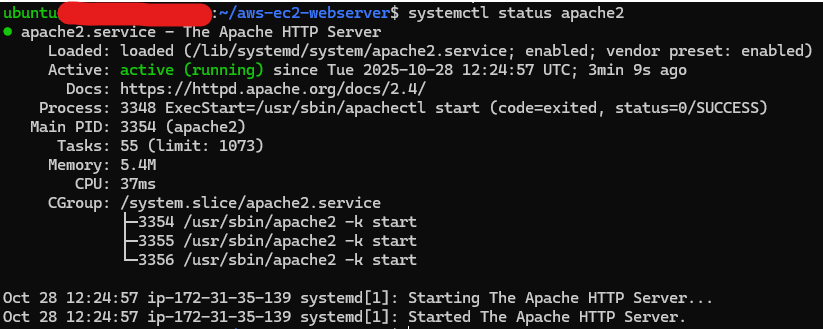 ubuntu :~/aws-ec2-webserver$ systemctl status apache2
● apache2.service - The Apache HTTP Server
Loaded: loaded (/lib/systemd/system/apache2.service; enabled; vendor preset: enabled)
Active: active (running) since Tue 2025-10-28 12:24:57 UTC; 3min 9s ago
Docs: https://httpd.apache.org/docs/2.4/
Process: 3348 ExecStart=/usr/sbin/apachectl start (code=exited, status=0/SUCCESS)
Main PID: 3354 (apache2)
Tasks: 55 (limit: 1073)
Memory: 5.4M
CPU: 37ms
CGroup: /system.slice/apache2.service
├─3354 /usr/sbin/apache2 -k start
├─3355 /usr/sbin/apache2 -k start
└─3356 /usr/sbin/apache2 -k start
Oct 28 12:24:57 ip-172-31-35-139 systemd[1]: Starting The Apache HTTP Server...
Oct 28 12:24:57 ip-172-31-35-139 systemd[1]: Started The Apache HTTP Server.